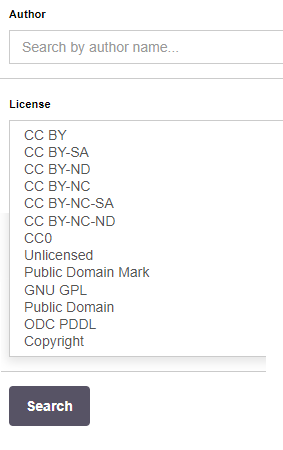 Author
Search by author name...
License
CC BY
CC BY-SA
CC BY-ND
CC BY-NC
CC BY-NC-SA
CC BY-NC-ND
CC0
Unlicensed
Public Domain Mark
GNU GPL
Public Domain
ODC PDDL
Copyright
Search